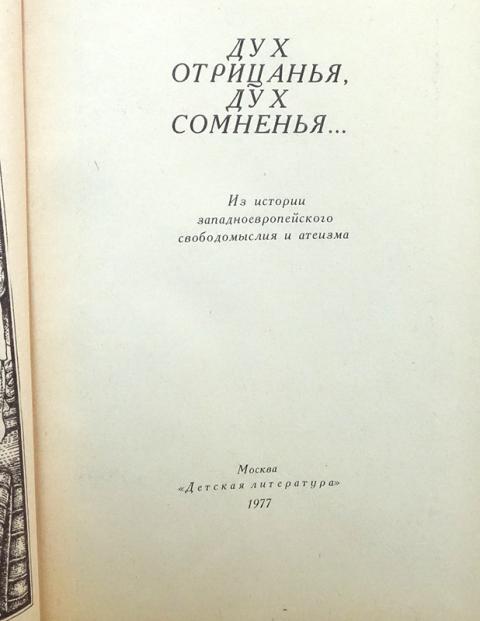 ДУХ
ОТРИЦАНЬЯ,
ДУХ
СОМНЕНЬЯ...
Из истории
западноевропейского
свободомыслия и атеизма
Москва
«Детская литература»
1977